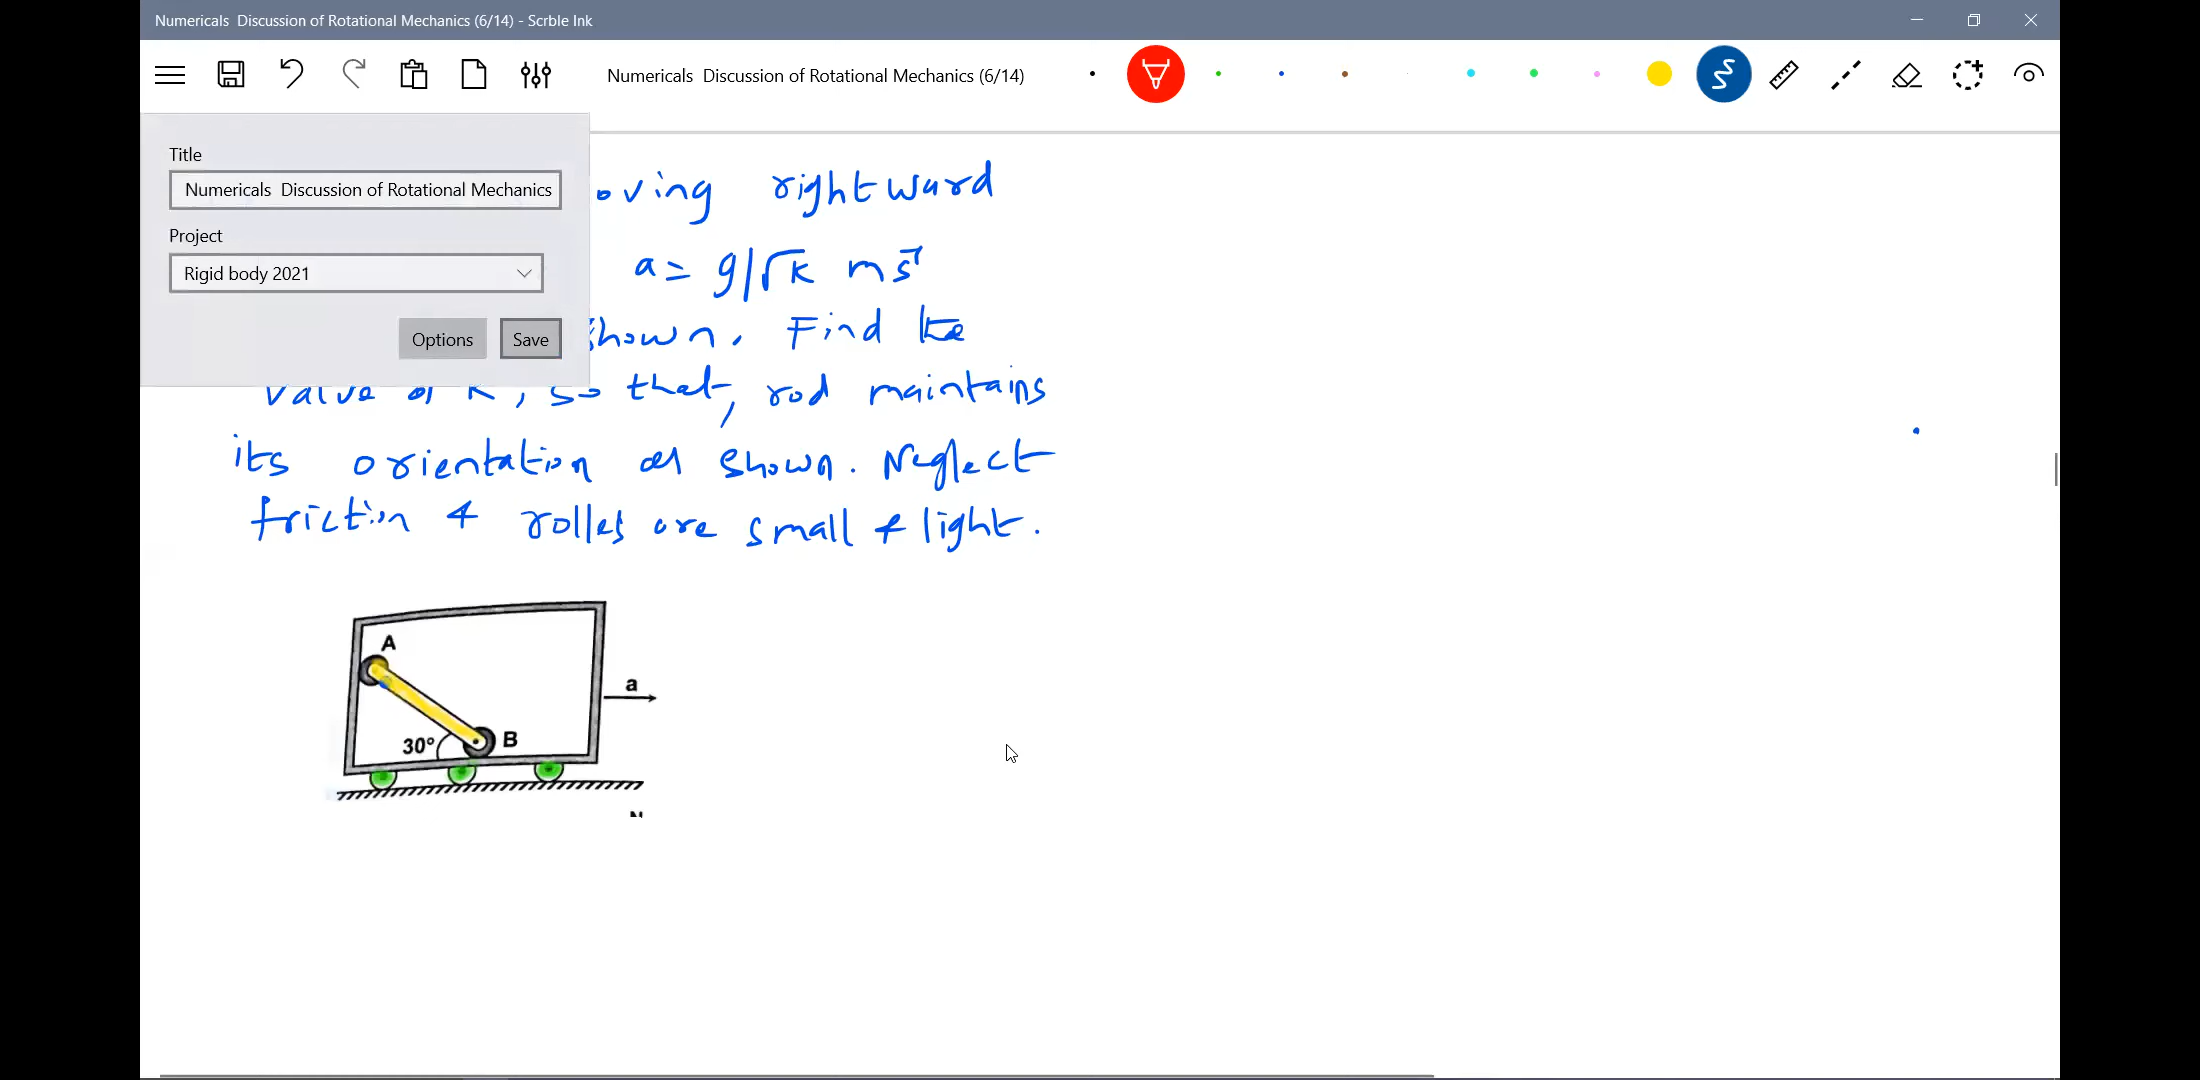 Numericals Discussion of Rotational Mechanics (6/14) - Scrble Ink
Numericals Discussion of Rotational Mechanics (6/14)
Title
Numericals Discussion of Rotational Mechanics
Project
Rigid body 2021
Options Save
oving rightward
a = g/√k ms⁻¹
shown. Find the
value of K, so that, rod maintains
its orientation as shown. Neglect
friction & rolles are small & light.
A
a
30° B